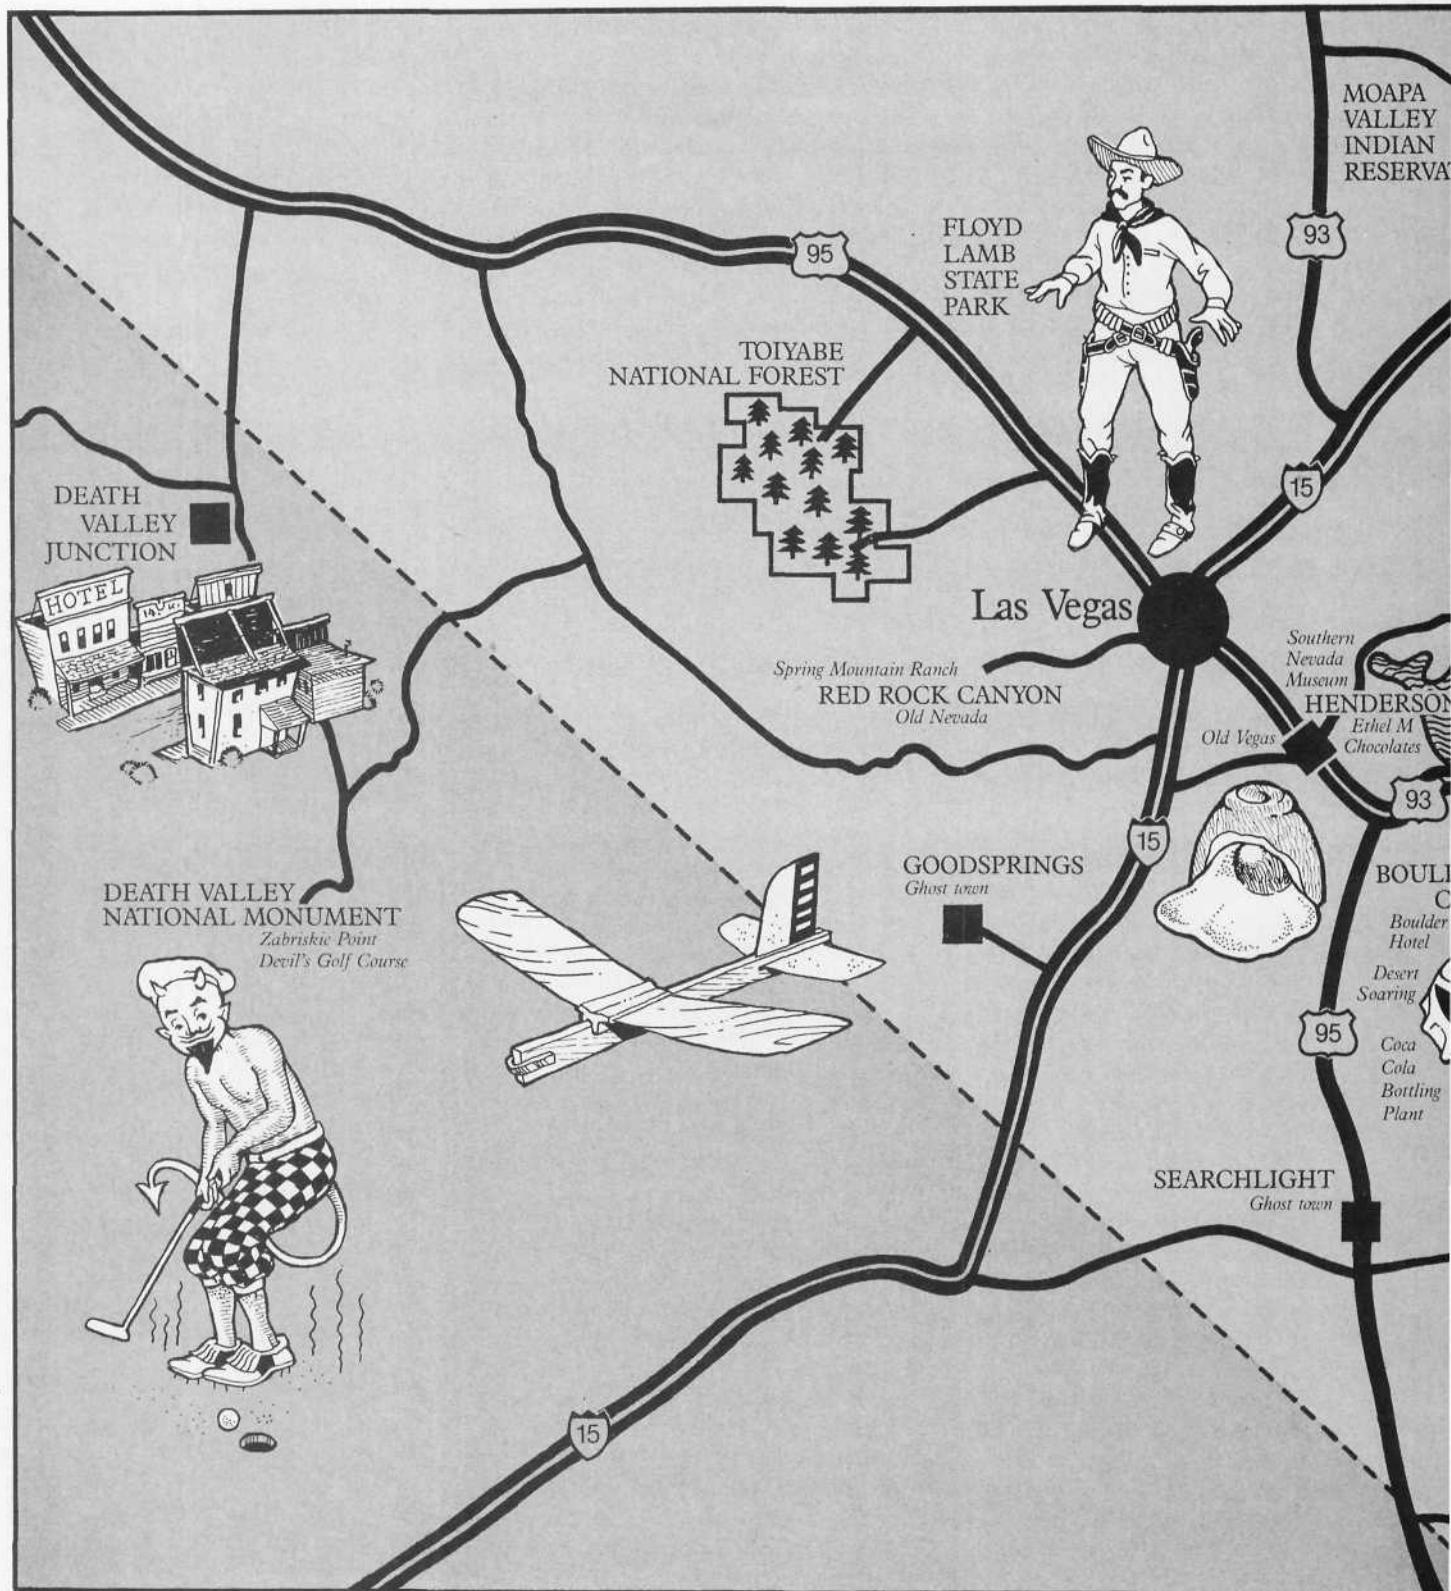 MOAPA
VALLEY
INDIAN
RESERVA
93
FLOYD
LAMB
STATE
PARK
95
TOIYABE
NATIONAL FOREST
15
DEATH
VALLEY
JUNCTION
HOTEL
Las Vegas
Southern
Nevada
Museum
Spring Mountain Ranch
RED ROCK CANYON
Old Nevada
HENDERSON
Ethel M
Chocolates
Old Vegas
93
15
GOODSPRINGS
Ghost town
BOUL
C
Boulder
Hotel
DEATH VALLEY
NATIONAL MONUMENT
Zabriskie Point
Devil's Golf Course
Desert
Soaring
95
Coca
Cola
Bottling
Plant
SEARCHLIGHT
Ghost town
15